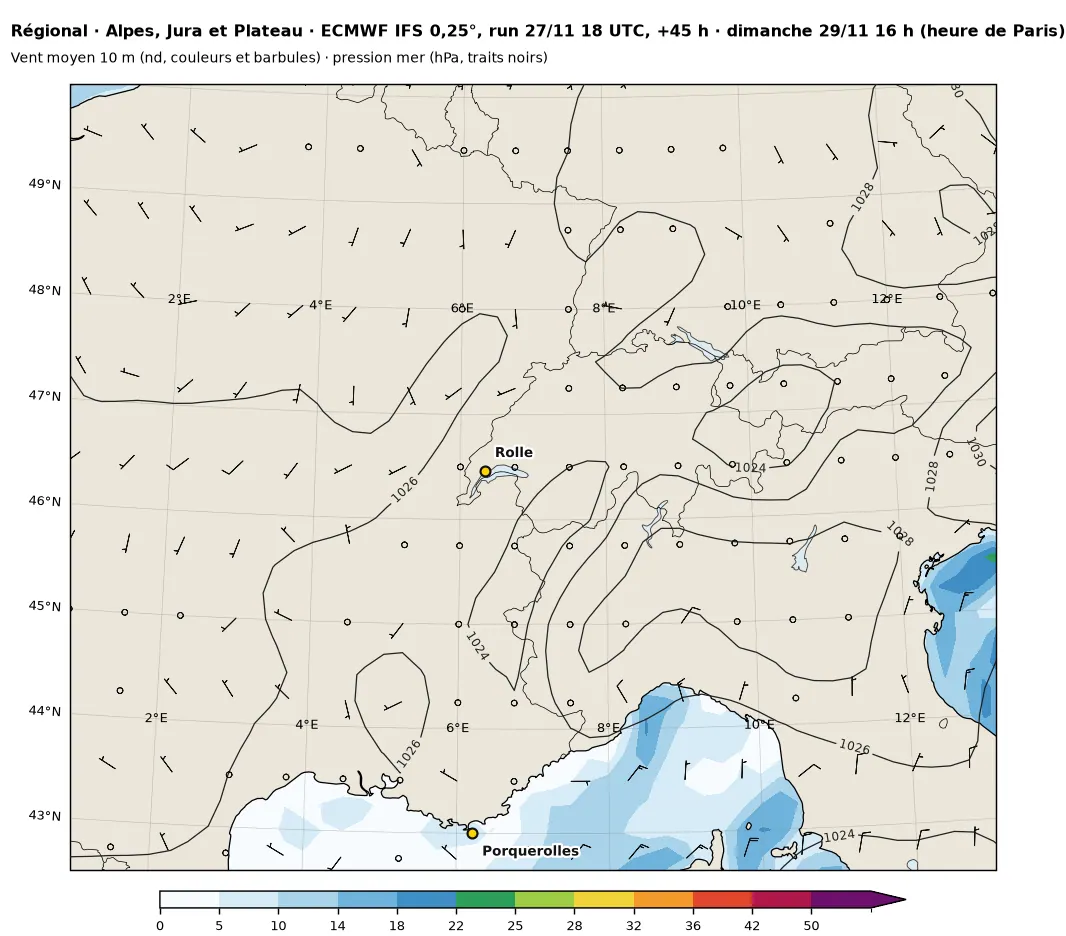 Régional · Alpes, Jura et Plateau · ECMWF IFS 0,25°, run 27/11 18 UTC, +45 h · dimanche 29/11 16 h (heure de Paris)
Vent moyen 10 m (nd, couleurs et barbules) · pression mer (hPa, traits noirs)
49°N
1028
48°N
2°E
4°E
6°E
8°E
10°E
12°E
47°N
Rolle
1024
1028
1030
46°N
1026
1028
45°N
1024
44°N
2°E
4°E
6°E
8°E
10°E
12°E
1026
1026
43°N
Porquerolles
1024
0
5
10
14
18
22
25
28
32
36
42
50